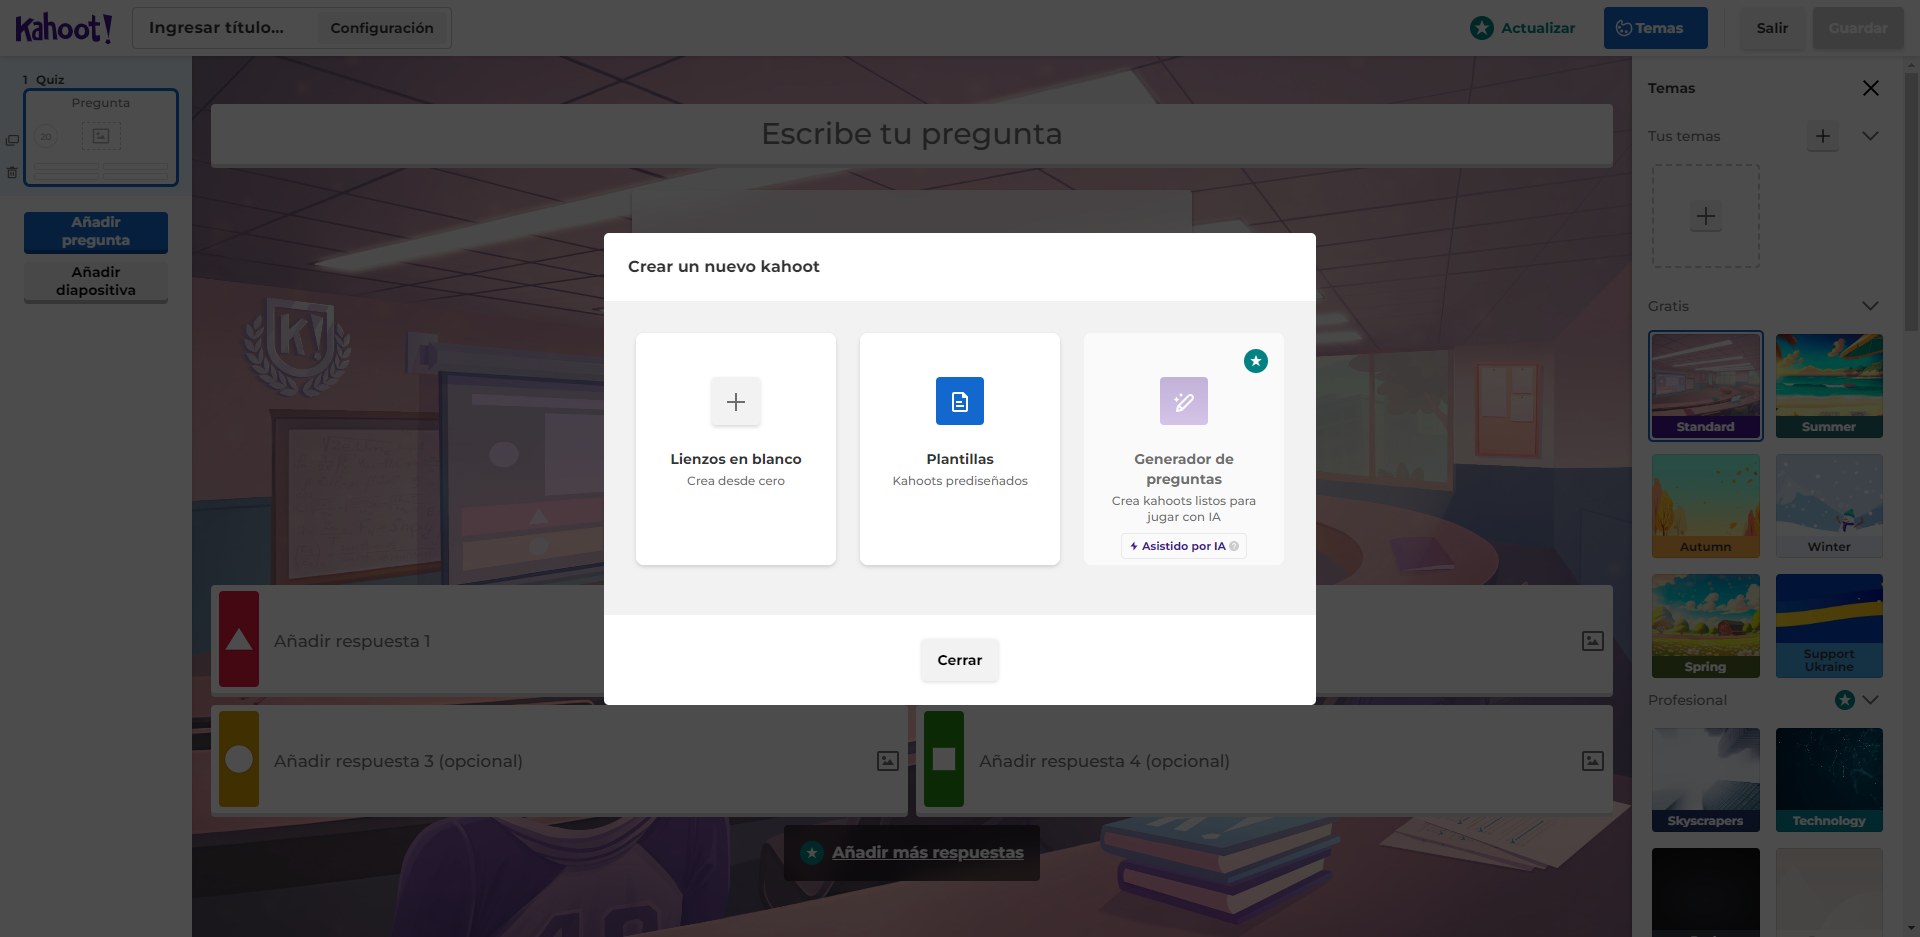 Kahoot!
Ingresar título...
Configuración
Actualizar
Temas
Salir
Guardar
1 Quiz
Pregunta
20
Añadir
pregunta
Añadir
diapositiva
Escribe tu pregunta
K!
Crear un nuevo kahoot
Lienzos en blanco
Crea desde cero
Plantillas
Kahoots prediseñados
Generador de
preguntas
Crea kahoots listos para
jugar con IA
Asistido por IA
Cerrar
Añadir respuesta 1
Añadir respuesta 3 (opcional)
Añadir respuesta 4 (opcional)
Añadir más respuestas
Temas
Tus temas
Gratis
Standard
Summer
Autumn
Winter
Spring
Support
Ukraine
Profesional
Skyscrapers
Technology